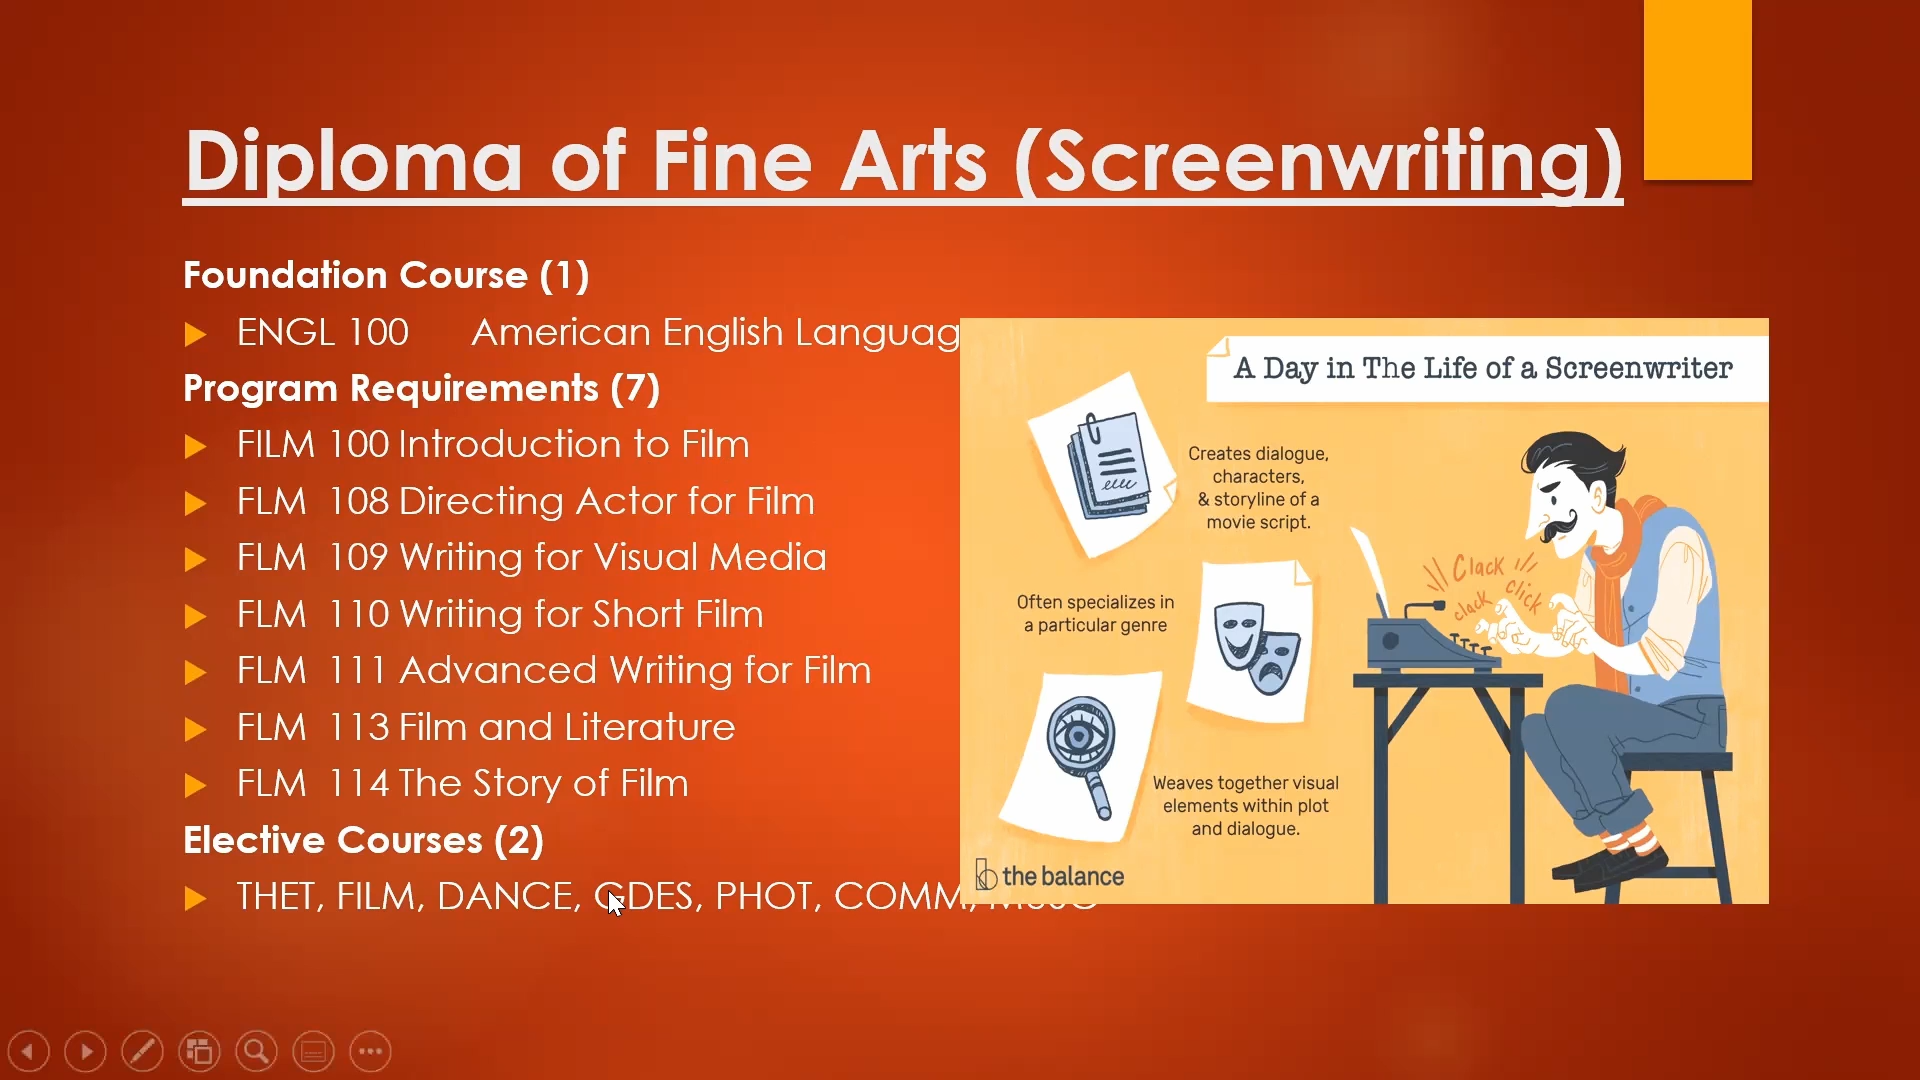 Diploma of Fine Arts (Screenwriting)
Foundation Course (1)
ENGL 100 American English
Program Requirements (7)
FILM 100 Introduction to Film
FLM 108 Directing Actor for Film
FLM 109 Writing for Visual Media
FLM 110 Writing for Short Film
FLM 111 Advanced Writing for Film
FLM 113 Film and Literature
FLM 114 The Story of Film
Elective Courses (2)
THET, FILM, DANCE, GDES, PHOT, COMM,
A Day in The Life of a Screenwriter
Creates dialogue,
characters,
& storyline of a
movie script.
Often specializes in
a particular genre
Weaves together visual
elements within plot
and dialogue.
Clack
click
clack
the balance